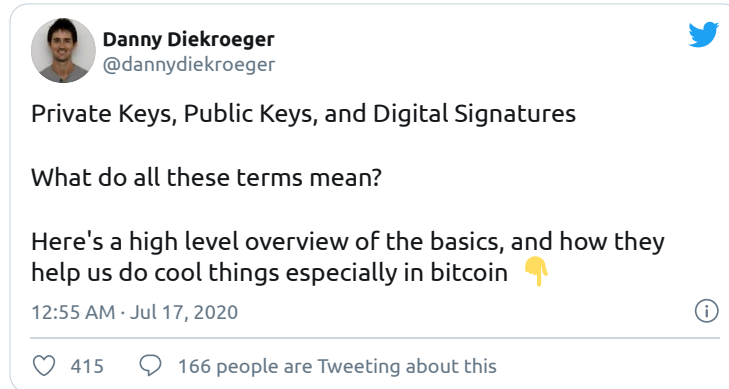 Danny Diekroeger
@dannydiekroeger
Private Keys, Public Keys, and Digital Signatures
What do all these terms mean?
Here's a high level overview of the basics, and how they
help us do cool things especially in bitcoin 👇
12:55 AM · Jul 17, 2020
415 166 people are Tweeting about this